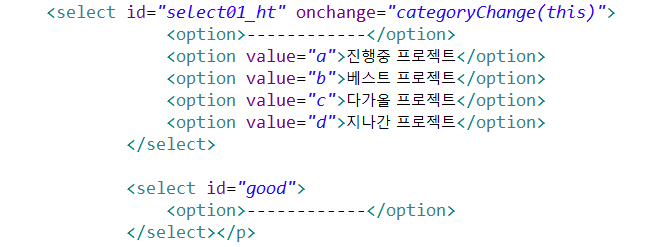 <select id="select01_ht" onchange="categoryChange(this)">
<option>------------</option>
<option value="a">진행중 프로젝트</option>
<option value="b">베스트 프로젝트</option>
<option value="c">다가올 프로젝트</option>
<option value="d">지나간 프로젝트</option>
</select>
<select id="good">
<option>------------</option>
</select></p>